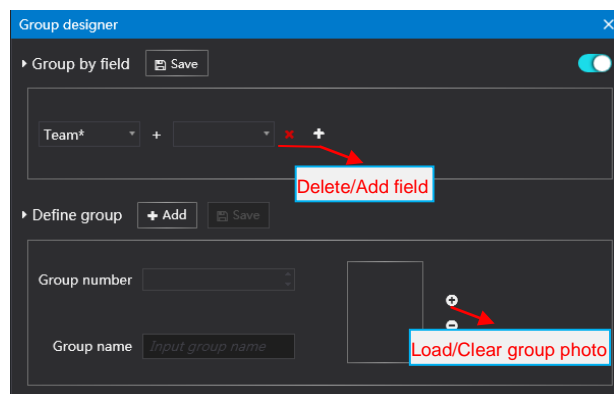 Group designer
Group by field Save
Team* +
Delete/Add field
Define group Add Save
Group number
Group name Input group name
Load/Clear group photo